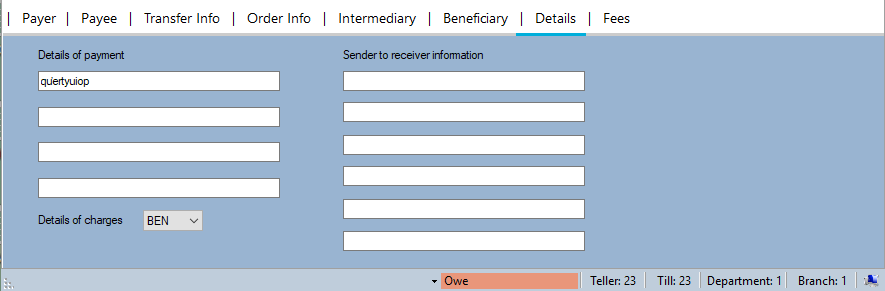 Payer | Payee | Transfer Info | Order Info | Intermediary | Beneficiary | Details | Fees
Details of payment
Sender to receiver information
quiertyuiop
Details of charges BEN
Owe Teller: 23 Till: 23 Department: 1 Branch: 1